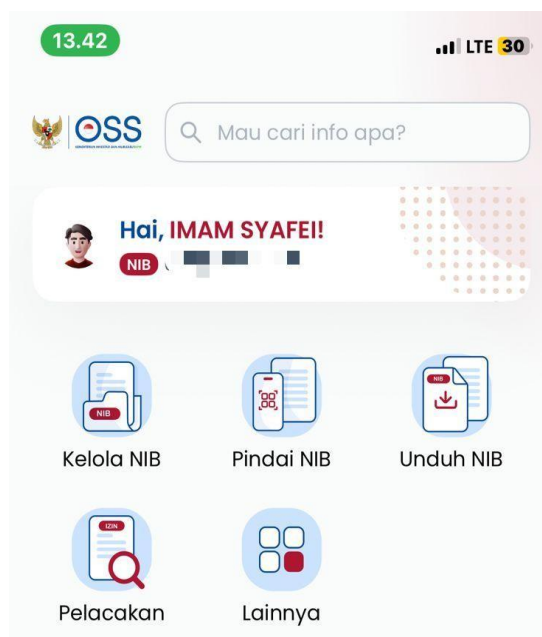 13.42
LTE 30
OSS
Mau cari info apa?
Hai, IMAM SYAFEI!
NIB
NIB
NIB
Kelola NIB
Pindai NIB
Unduh NIB
IZIN
Pelacakan
Lainnya